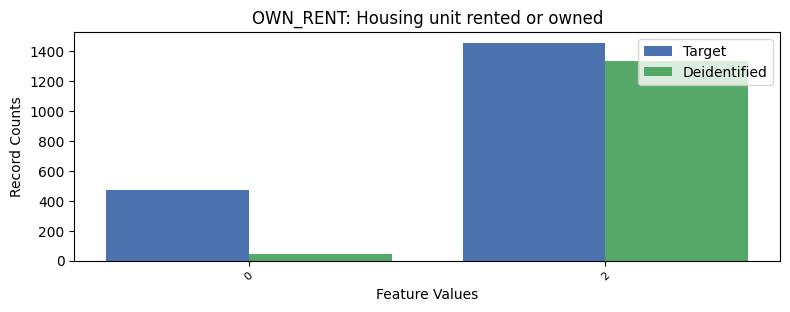 OWN_RENT: Housing unit rented or owned
Target
Deidentified
Record Counts
1400
1200
1000
800
600
400
200
0
0
2
Feature Values